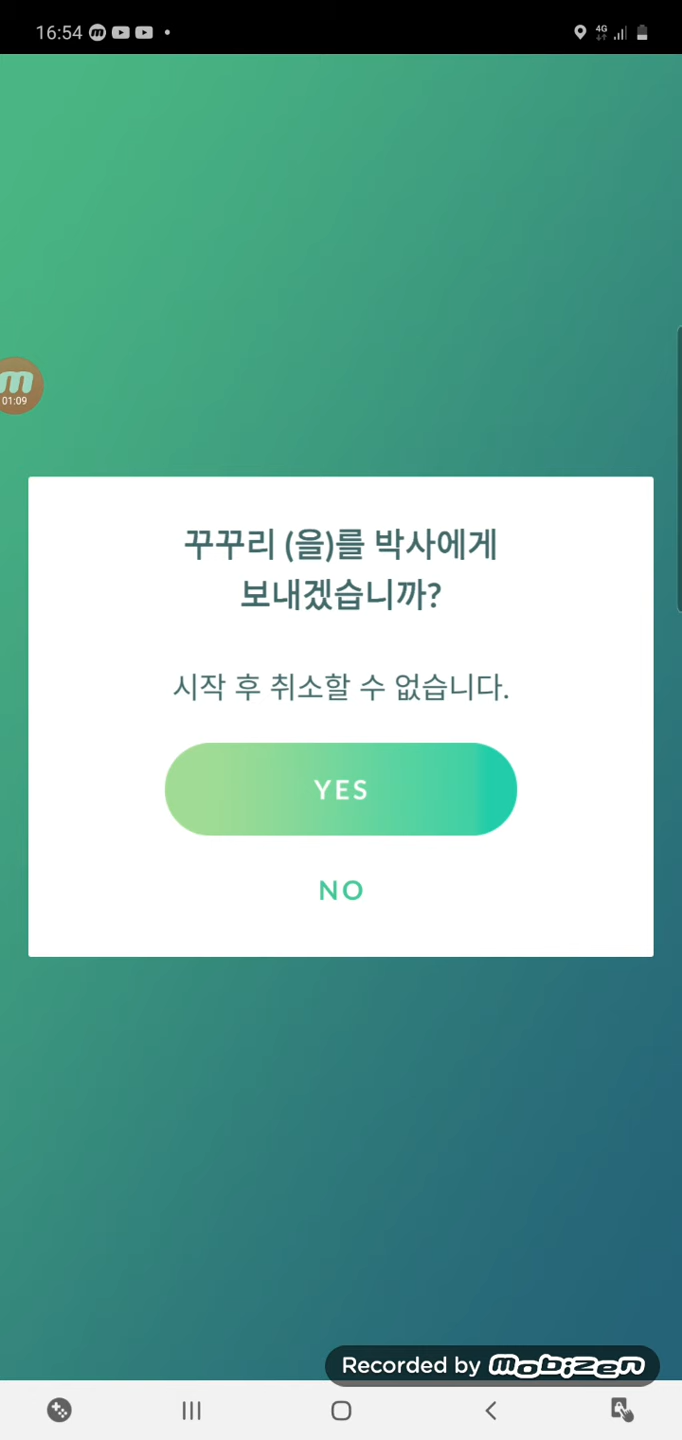 16:54
4G
m
01:09
꾸꾸리 (을)를 박사에게
보내겠습니까?
시작 후 취소할 수 없습니다.
YES
NO
Recorded by mobizen